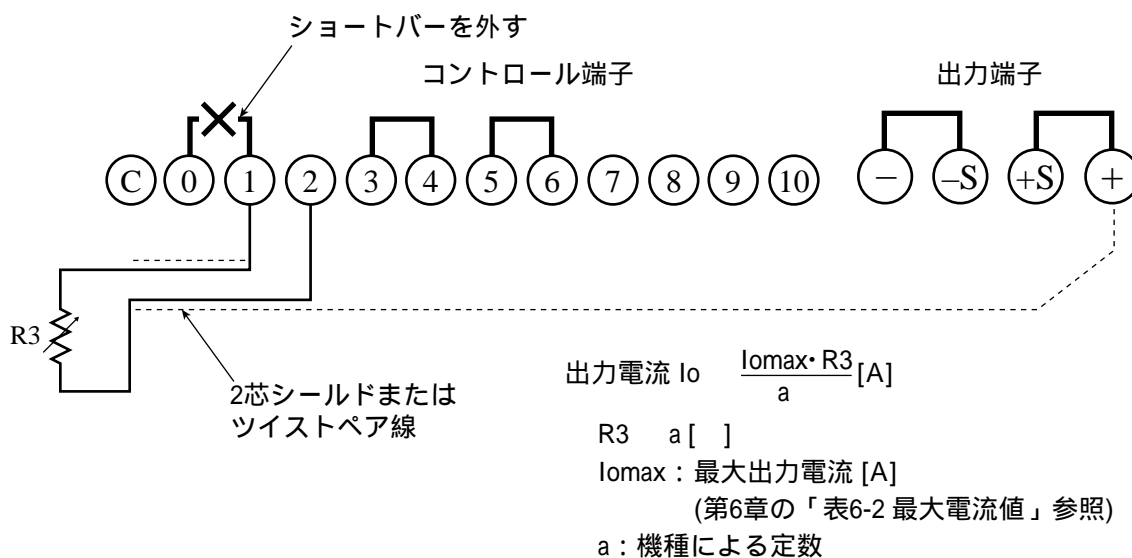 ショートバーを外す
コントロール端子 出力端子
C 0 1 2 3 4 5 6 7 8 9 10 – –S +S +
R3
2芯シールドまたは
ツイストペア線
出力電流 Io Iomax・R3/a [A]
R3 a [ ]
Iomax : 最大出力電流 [A]
(第6章の「表6-2 最大電流値」参照)
a : 機種による定数